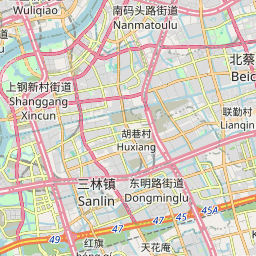 Wuliqiao
南码头路街道
Nanmatoulu
北蔡
Beic
上钢新村街道
Shanggang
Xincun
联勤村
Lianqin
胡巷村
Huxiang
三林镇
Sanlin
东明路街道
Dongminglu
45A
45
47
49
47
红旗
天花庵